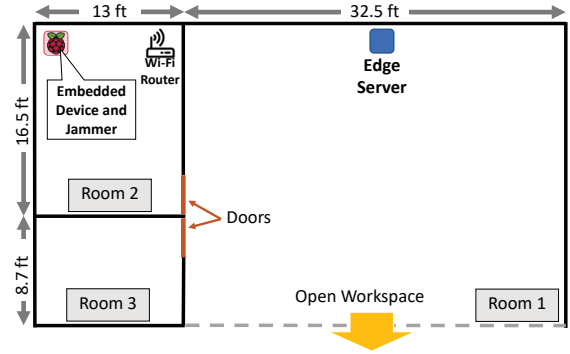 13 ft
32.5 ft
16.5 ft
Wi-Fi
Router
Embedded
Device and
Jammer
Edge
Server
Room 2
Doors
8.7 ft
Room 3
Open Workspace
Room 1